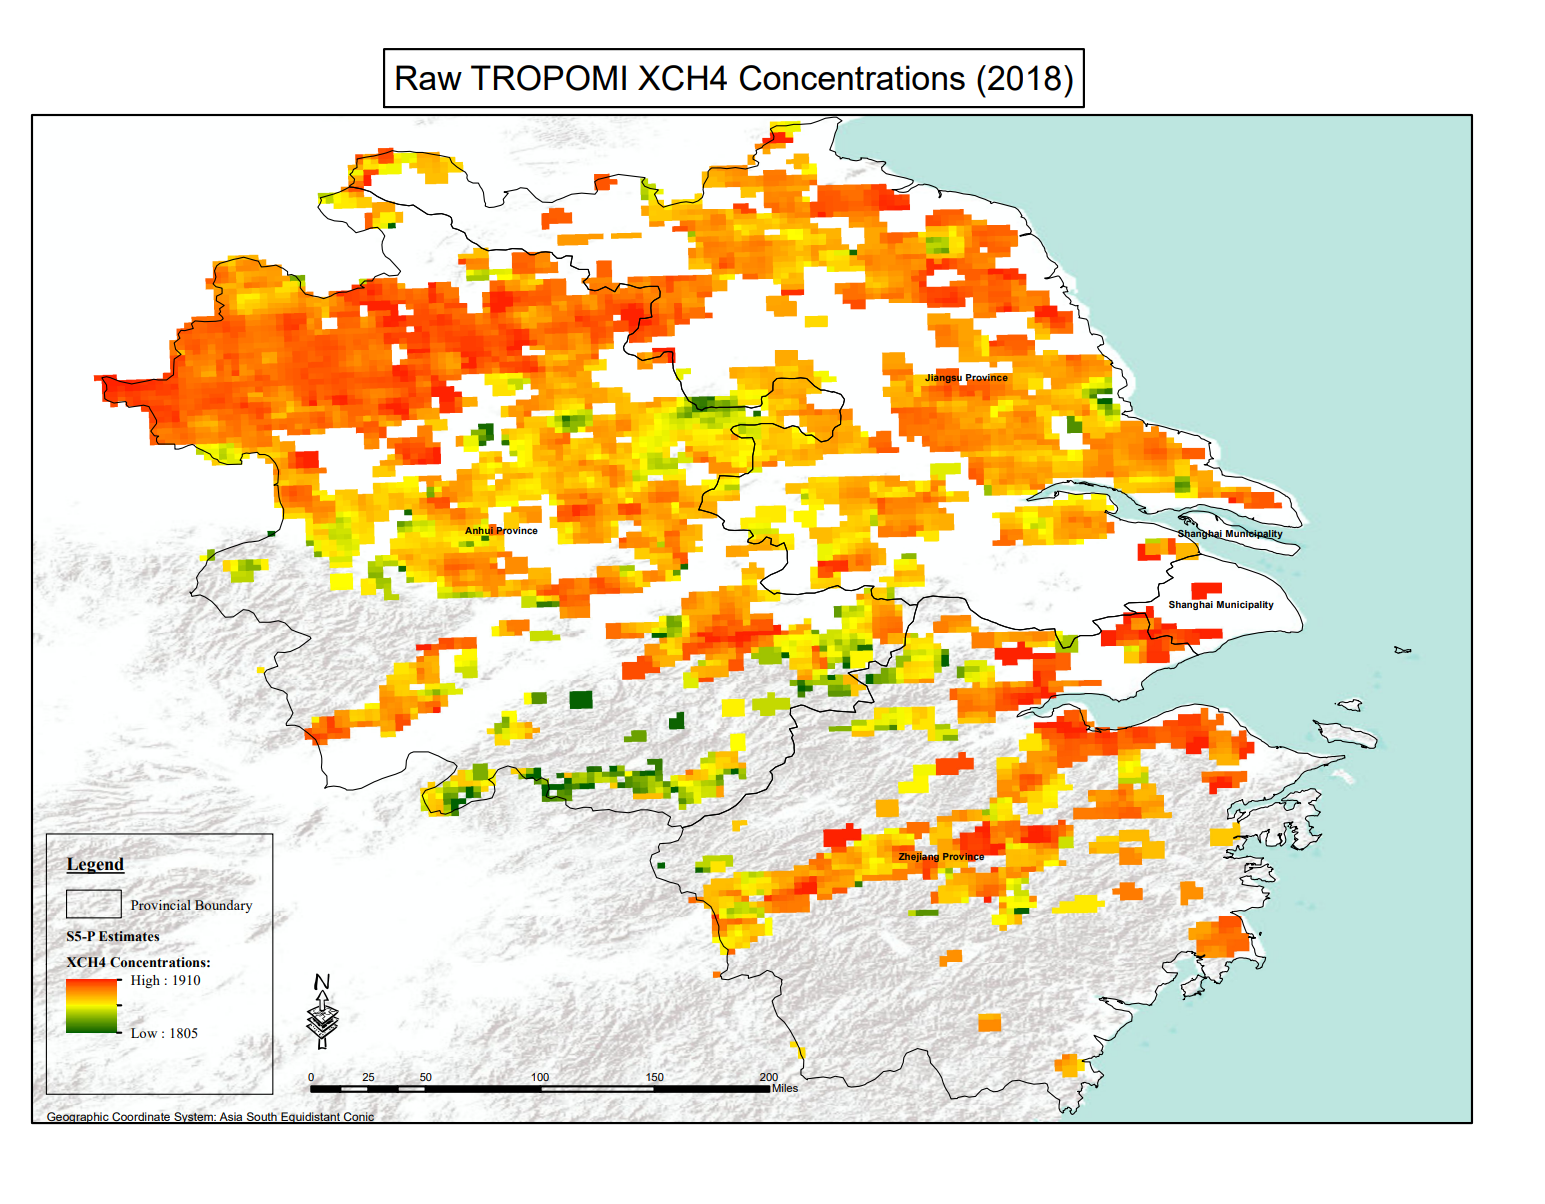 Raw TROPOMI XCH4 Concentrations (2018)
Jiangsu Province
Anhui Province
Shanghai Municipality
Shanghai Municipality
Zhejiang Province
Legend
Provincial Boundary
S5-P Estimates
XCH4 Concentrations:
High : 1910
Low : 1805
N
0 25 50 100 150 200
Miles
Geographic Coordinate System: Asia South Equidistant Conic